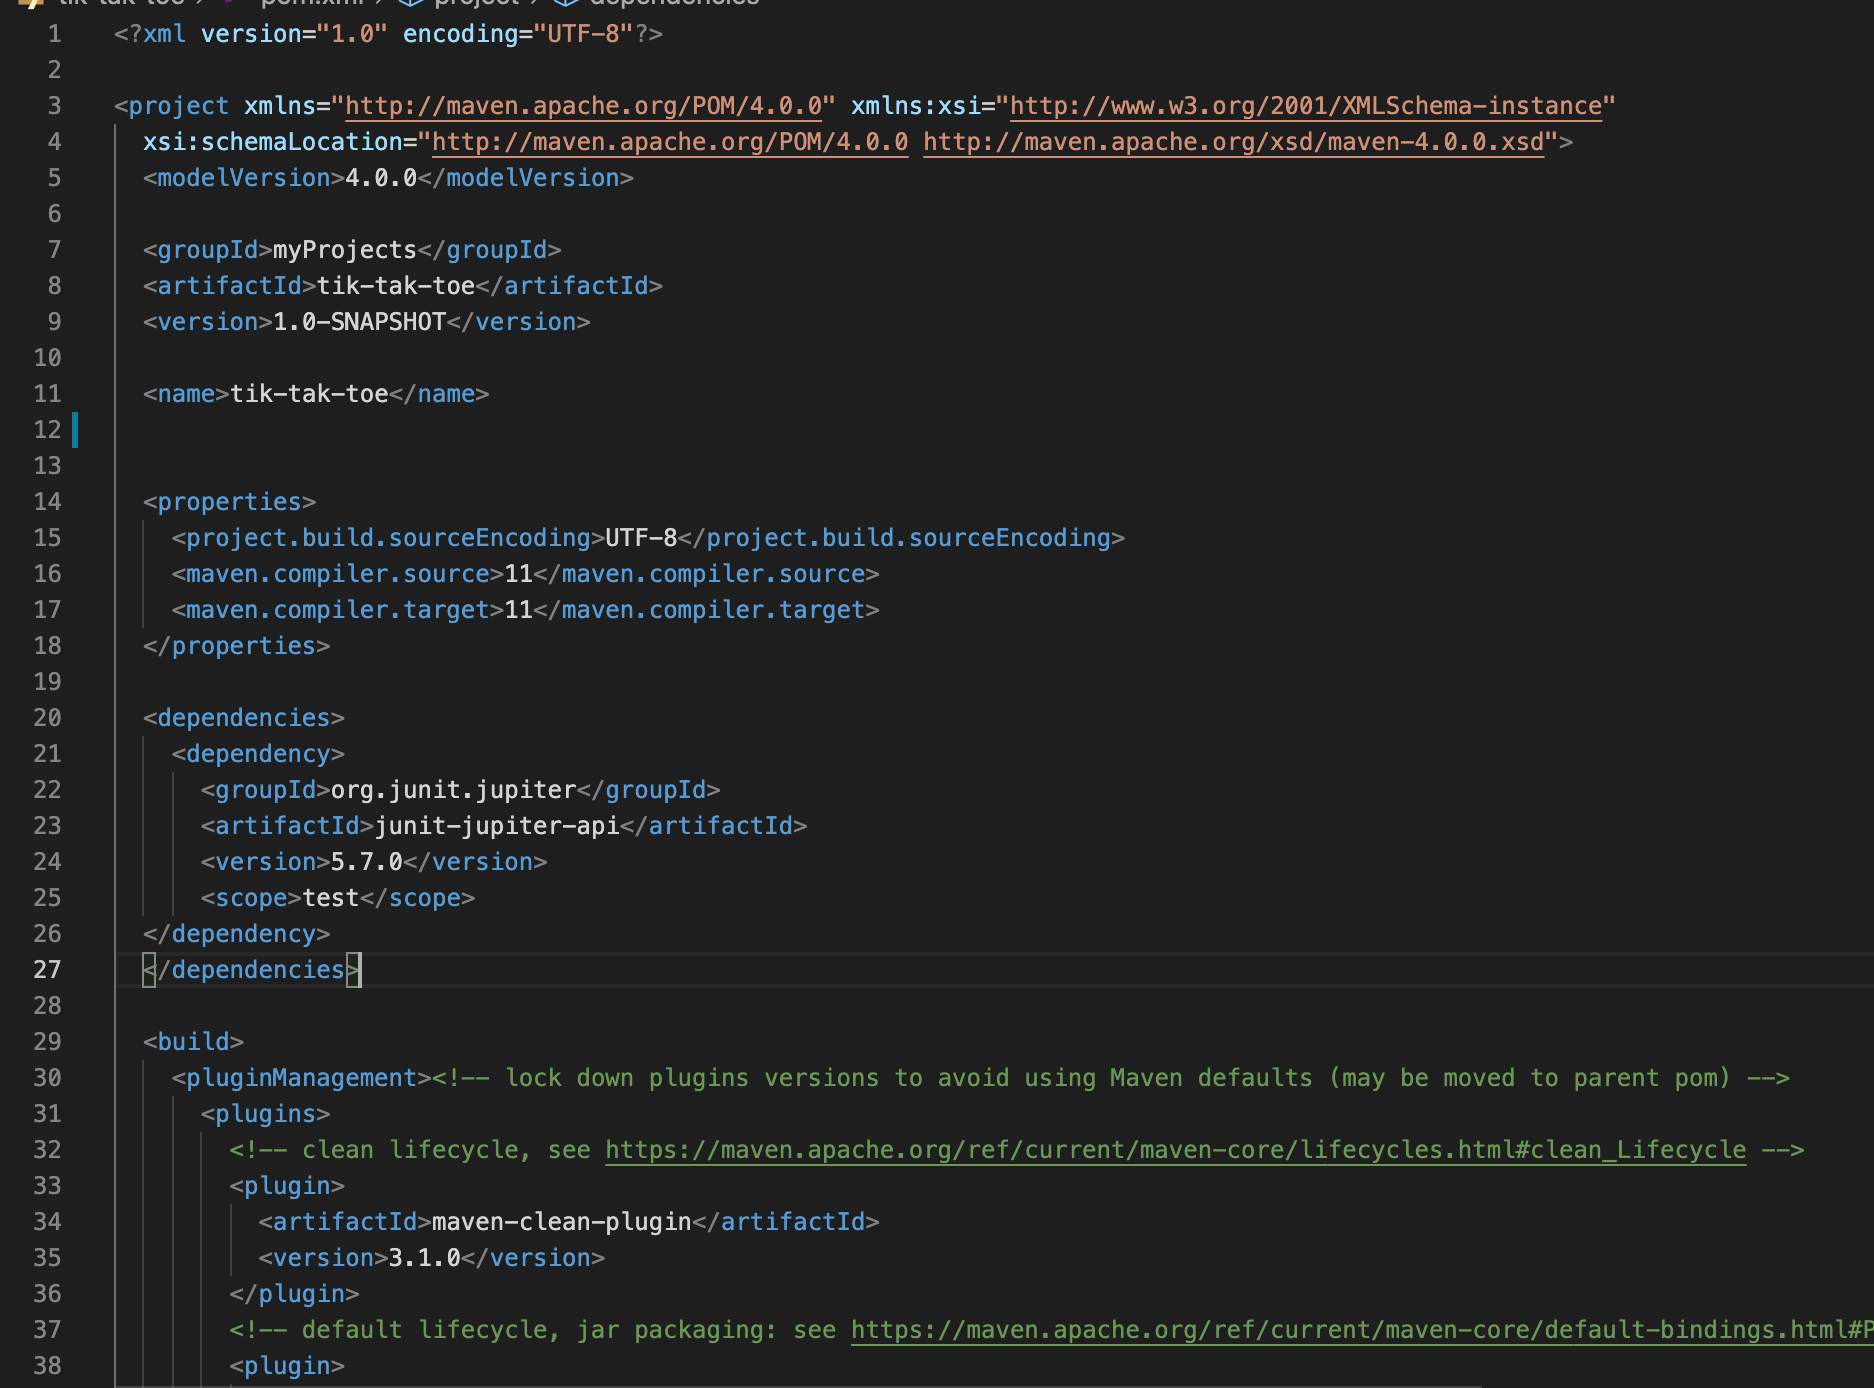 tik-tak-toe > pom.xml > project > dependencies
1 <?xml version="1.0" encoding="UTF-8"?>
2
3 <project xmlns="http://maven.apache.org/POM/4.0.0" xmlns:xsi="http://www.w3.org/2001/XMLSchema-instance"
4 xsi:schemaLocation="http://maven.apache.org/POM/4.0.0 http://maven.apache.org/xsd/maven-4.0.0.xsd">
5 <modelVersion>4.0.0</modelVersion>
6
7 <groupId>myProjects</groupId>
8 <artifactId>tik-tak-toe</artifactId>
9 <version>1.0-SNAPSHOT</version>
10
11 <name>tik-tak-toe</name>
12
13
14 <properties>
15 <project.build.sourceEncoding>UTF-8</project.build.sourceEncoding>
16 <maven.compiler.source>11</maven.compiler.source>
17 <maven.compiler.target>11</maven.compiler.target>
18 </properties>
19
20 <dependencies>
21 <dependency>
22 <groupId>org.junit.jupiter</groupId>
23 <artifactId>junit-jupiter-api</artifactId>
24 <version>5.7.0</version>
25 <scope>test</scope>
26 </dependency>
27 </dependencies>
28
29 <build>
30 <pluginManagement><!-- lock down plugins versions to avoid using Maven defaults (may be moved to parent pom) -->
31 <plugins>
32 <!-- clean lifecycle, see https://maven.apache.org/ref/current/maven-core/lifecycles.html#clean_Lifecycle -->
33 <plugin>
34 <artifactId>maven-clean-plugin</artifactId>
35 <version>3.1.0</version>
36 </plugin>
37 <!-- default lifecycle, jar packaging: see https://maven.apache.org/ref/current/maven-core/default-bindings.html#P
38 <plugin>